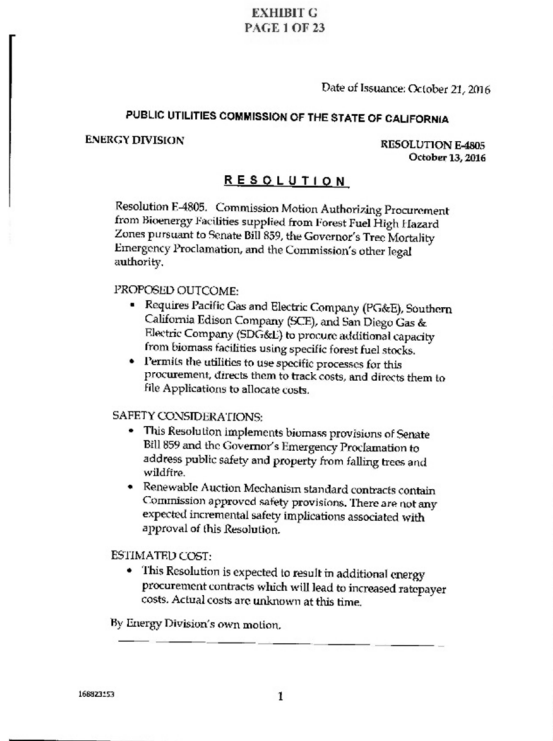 EXHIBIT G
PAGE 1 OF 23
Date of Issuance: October 21, 2016
PUBLIC UTILITIES COMMISSION OF THE STATE OF CALIFORNIA
ENERGY DIVISION
RESOLUTION E-4805
October 13, 2016
RESOLUTION
Resolution E-4805. Commission Motion Authorizing Procurement
from Bioenergy Facilities supplied from Forest Fuel High Hazard
Zones pursuant to Senate Bill 859, the Governor's Tree Mortality
Emergency Proclamation, and the Commission's other legal
authority.
PROPOSED OUTCOME:
• Requires Pacific Gas and Electric Company (PG&E), Southern
California Edison Company (SCE), and San Diego Gas &
Electric Company (SDG&E) to procure additional capacity
from biomass facilities using specific forest fuel stocks.
• Permits the utilities to use specific processes for this
procurement, directs them to track costs, and directs them to
file Applications to allocate costs.
SAFETY CONSIDERATIONS:
• This Resolution implements biomass provisions of Senate
Bill 859 and the Governor's Emergency Proclamation to
address public safety and property from falling trees and
wildfire.
• Renewable Auction Mechanism standard contracts contain
Commission approved safety provisions. There are not any
expected incremental safety implications associated with
approval of this Resolution.
ESTIMATED COST:
• This Resolution is expected to result in additional energy
procurement contracts which will lead to increased ratepayer
costs. Actual costs are unknown at this time.
By Energy Division's own motion.
168823153
1